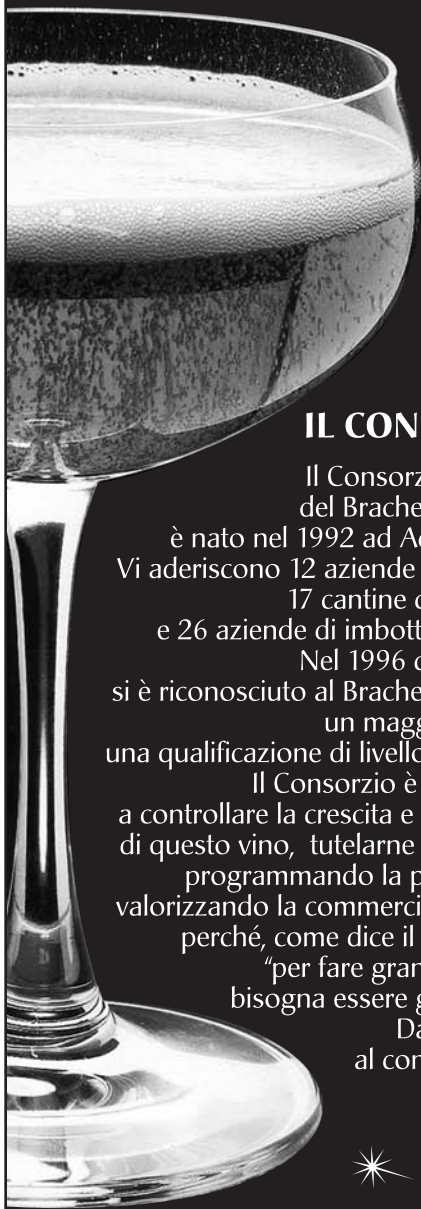 IL CON
Il Consorz
del Brache
è nato nel 1992 ad Ac
Vi aderiscono 12 aziende
17 cantine c
e 26 aziende di imbott
Nel 1996 c
si è riconosciuto al Brache
un magg
una qualificazione di livello
Il Consorzio è
a controllare la crescita e
di questo vino, tutelarne
programmando la p
valorizzando la commerci
perché, come dice il
“per fare gran
bisogna essere g
Da
al con